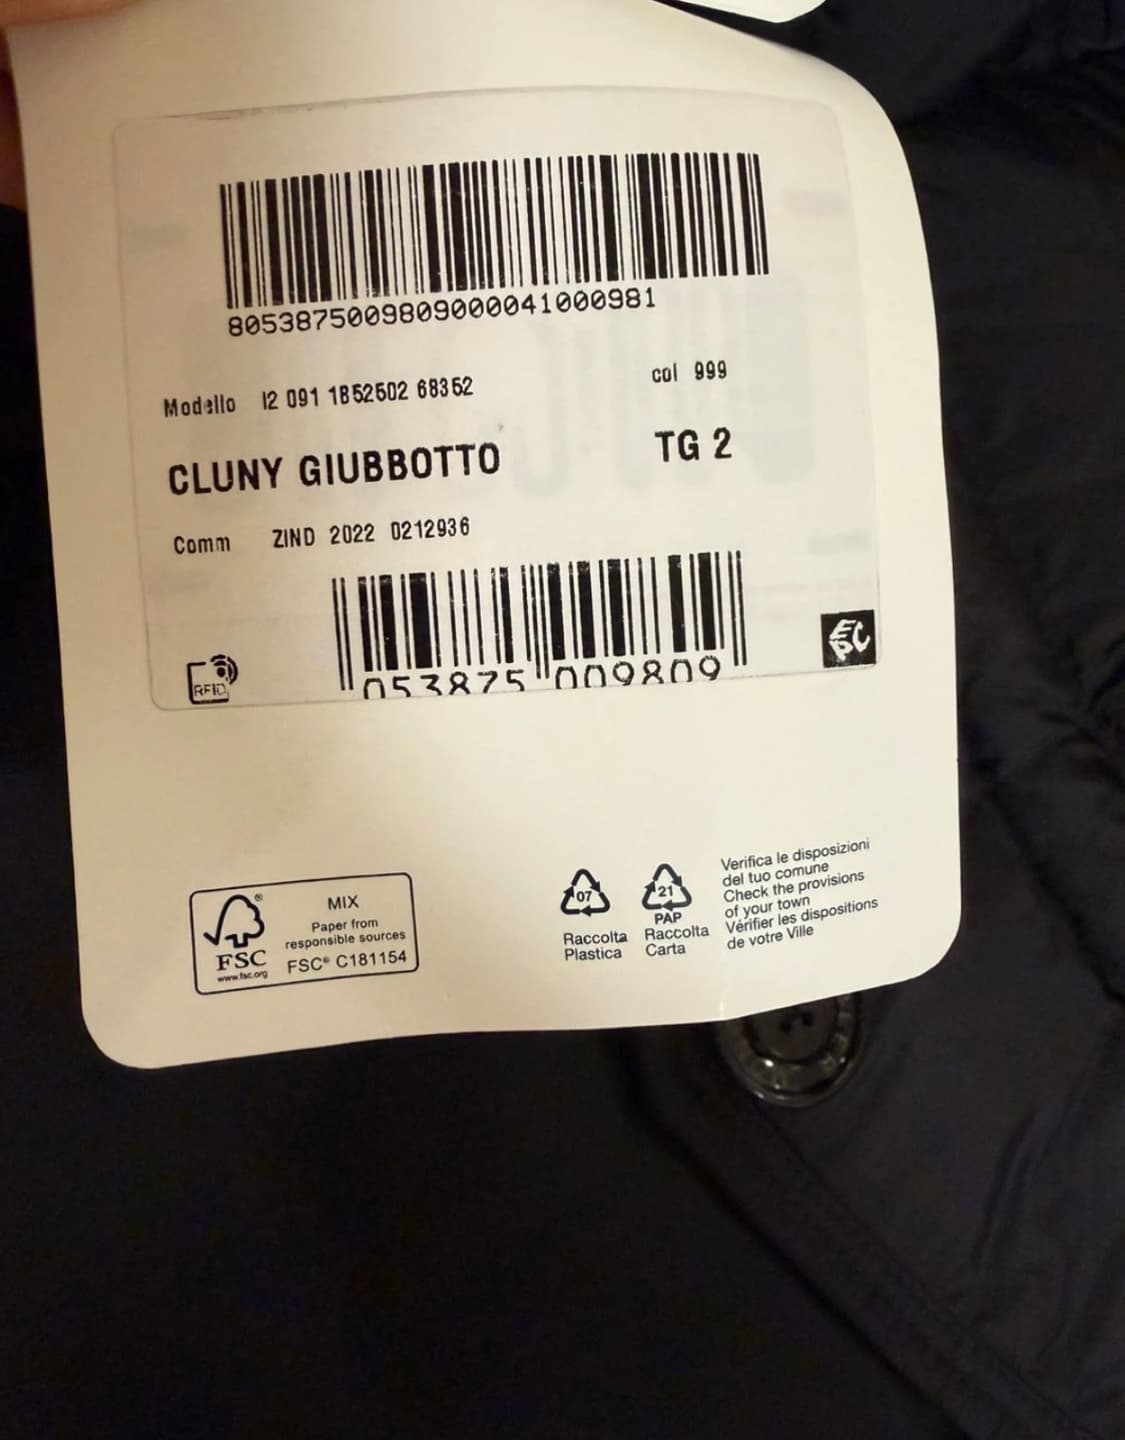 8053875009809000041000981
Modello I2 091 1852502 68352 col 999
CLUNY GIUBBOTTO TG 2
Comm ZIND 2022 0212936
053875 009809
RFID
EPC
FSC®
www.fsc.org
MIX
Paper from
responsible sources
FSC® C181154
07
Raccolta
Plastica
21
PAP
Raccolta
Carta
Verifica le disposizioni
del tuo comune
Check the provisions
of your town
Vérifier les dispositions
de votre Ville